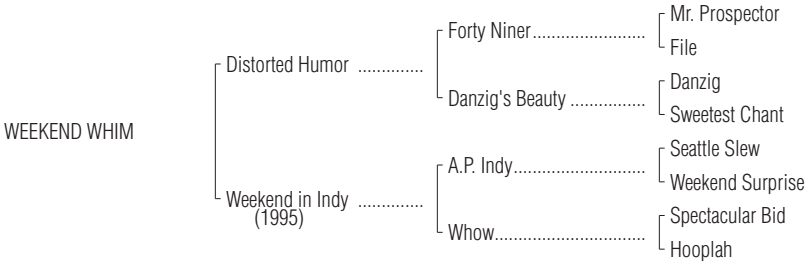 Mr. Prospector
Forty Niner
File
Distorted Humor
Danzig
Danzig's Beauty
Sweetest Chant
WEEKEND WHIM
Seattle Slew
A.P. Indy
Weekend Surprise
Weekend in Indy
(1995)
Spectacular Bid
Whow
Hooplah